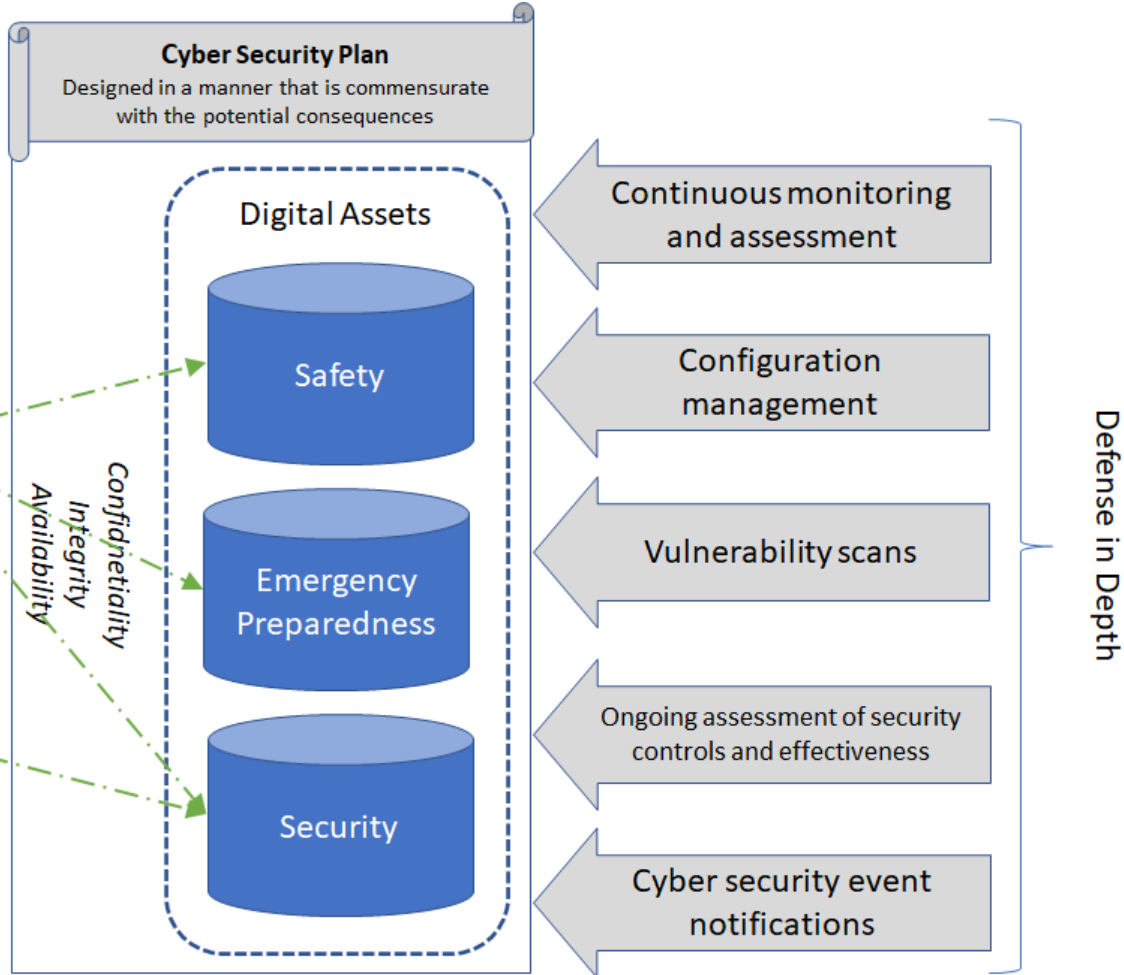 Cyber Security Plan
Designed in a manner that is commensurate
with the potential consequences
Digital Assets
Safety
Emergency
Preparedness
Security
Confidnetiality
Integrity
Availability
Continuous monitoring
and assessment
Configuration
management
Vulnerability scans
Ongoing assessment of security
controls and effectiveness
Cyber security event
notifications
Defense in Depth